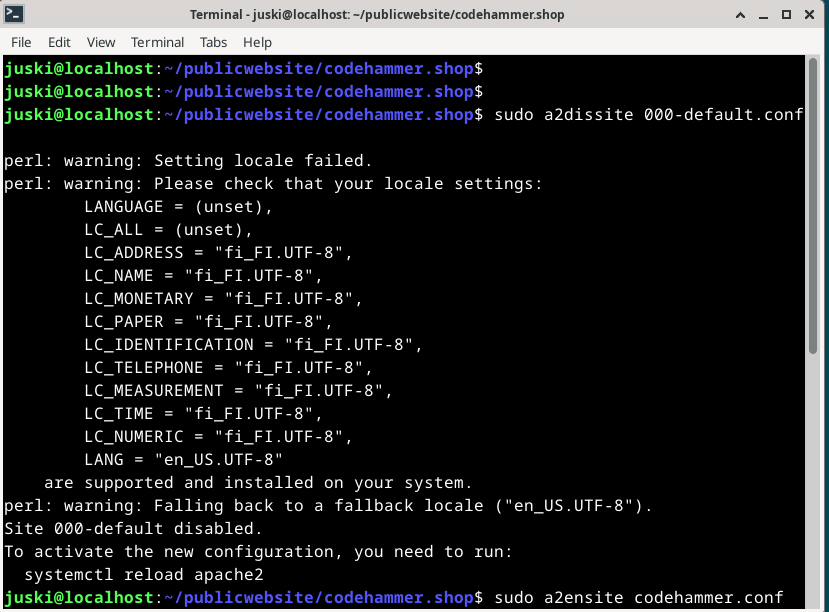 Terminal - juski@localhost: ~/publicwebsite/codehammer.shop
File Edit View Terminal Tabs Help
juski@localhost:~/publicwebsite/codehammer.shop$
juski@localhost:~/publicwebsite/codehammer.shop$
juski@localhost:~/publicwebsite/codehammer.shop$ sudo a2dissite 000-default.conf
perl: warning: Setting locale failed.
perl: warning: Please check that your locale settings:
        LANGUAGE = (unset),
        LC_ALL = (unset),
        LC_ADDRESS = "fi_FI.UTF-8",
        LC_NAME = "fi_FI.UTF-8",
        LC_MONETARY = "fi_FI.UTF-8",
        LC_PAPER = "fi_FI.UTF-8",
        LC_IDENTIFICATION = "fi_FI.UTF-8",
        LC_TELEPHONE = "fi_FI.UTF-8",
        LC_MEASUREMENT = "fi_FI.UTF-8",
        LC_TIME = "fi_FI.UTF-8",
        LC_NUMERIC = "fi_FI.UTF-8",
        LANG = "en_US.UTF-8"
    are supported and installed on your system.
perl: warning: Falling back to a fallback locale ("en_US.UTF-8").
Site 000-default disabled.
To activate the new configuration, you need to run:
  systemctl reload apache2
juski@localhost:~/publicwebsite/codehammer.shop$ sudo a2ensite codehammer.conf